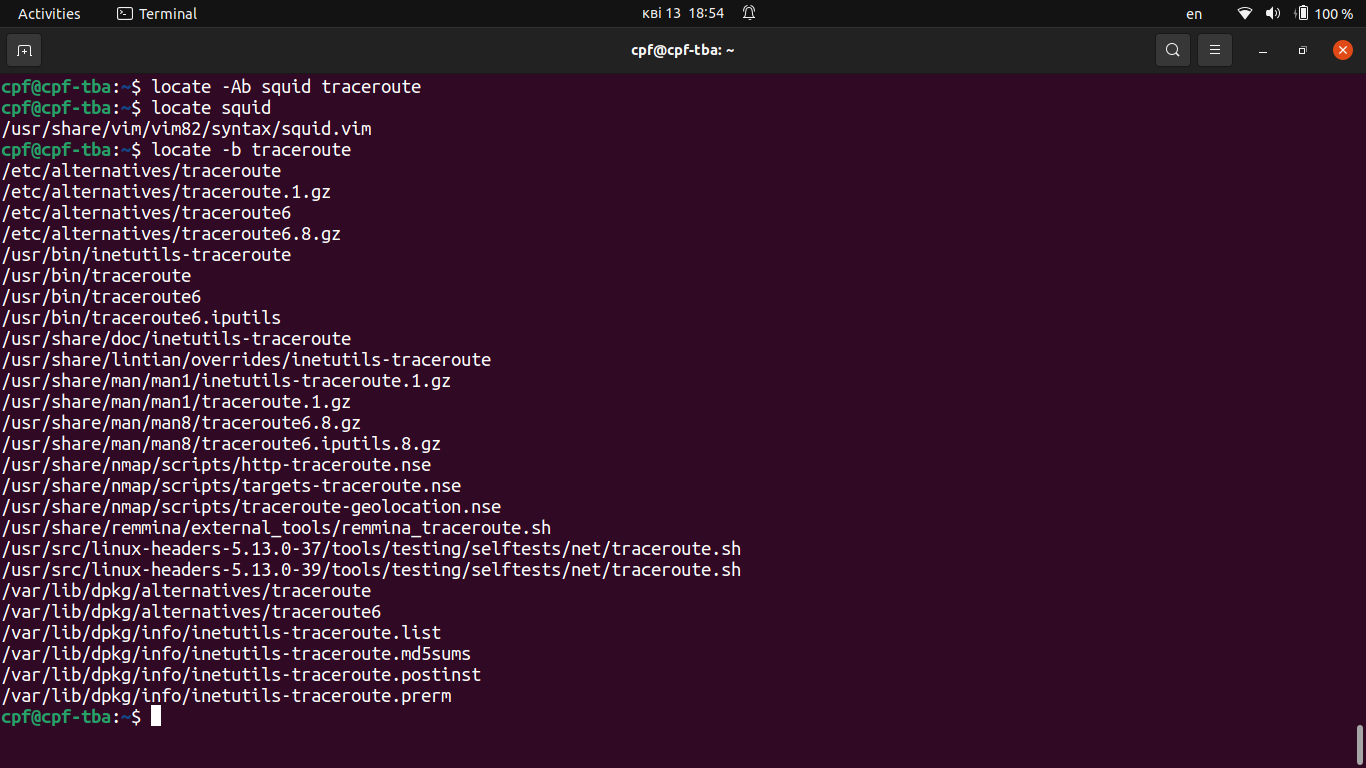 Activities Terminal кві 13 18:54 en 100 %
cpf@cpf-tba: ~
cpf@cpf-tba:~$ locate -Ab squid traceroute
cpf@cpf-tba:~$ locate squid
/usr/share/vim/vim82/syntax/squid.vim
cpf@cpf-tba:~$ locate -b traceroute
/etc/alternatives/traceroute
/etc/alternatives/traceroute.1.gz
/etc/alternatives/traceroute6
/etc/alternatives/traceroute6.8.gz
/usr/bin/inetutils-traceroute
/usr/bin/traceroute
/usr/bin/traceroute6
/usr/bin/traceroute6.iputils
/usr/share/doc/inetutils-traceroute
/usr/share/lintian/overrides/inetutils-traceroute
/usr/share/man/man1/inetutils-traceroute.1.gz
/usr/share/man/man1/traceroute.1.gz
/usr/share/man/man8/traceroute6.8.gz
/usr/share/man/man8/traceroute6.iputils.8.gz
/usr/share/nmap/scripts/http-traceroute.nse
/usr/share/nmap/scripts/targets-traceroute.nse
/usr/share/nmap/scripts/traceroute-geolocation.nse
/usr/share/remmina/external_tools/remmina_traceroute.sh
/usr/src/linux-headers-5.13.0-37/tools/testing/selftests/net/traceroute.sh
/usr/src/linux-headers-5.13.0-39/tools/testing/selftests/net/traceroute.sh
/var/lib/dpkg/alternatives/traceroute
/var/lib/dpkg/alternatives/traceroute6
/var/lib/dpkg/info/inetutils-traceroute.list
/var/lib/dpkg/info/inetutils-traceroute.md5sums
/var/lib/dpkg/info/inetutils-traceroute.postinst
/var/lib/dpkg/info/inetutils-traceroute.prerm
cpf@cpf-tba:~$